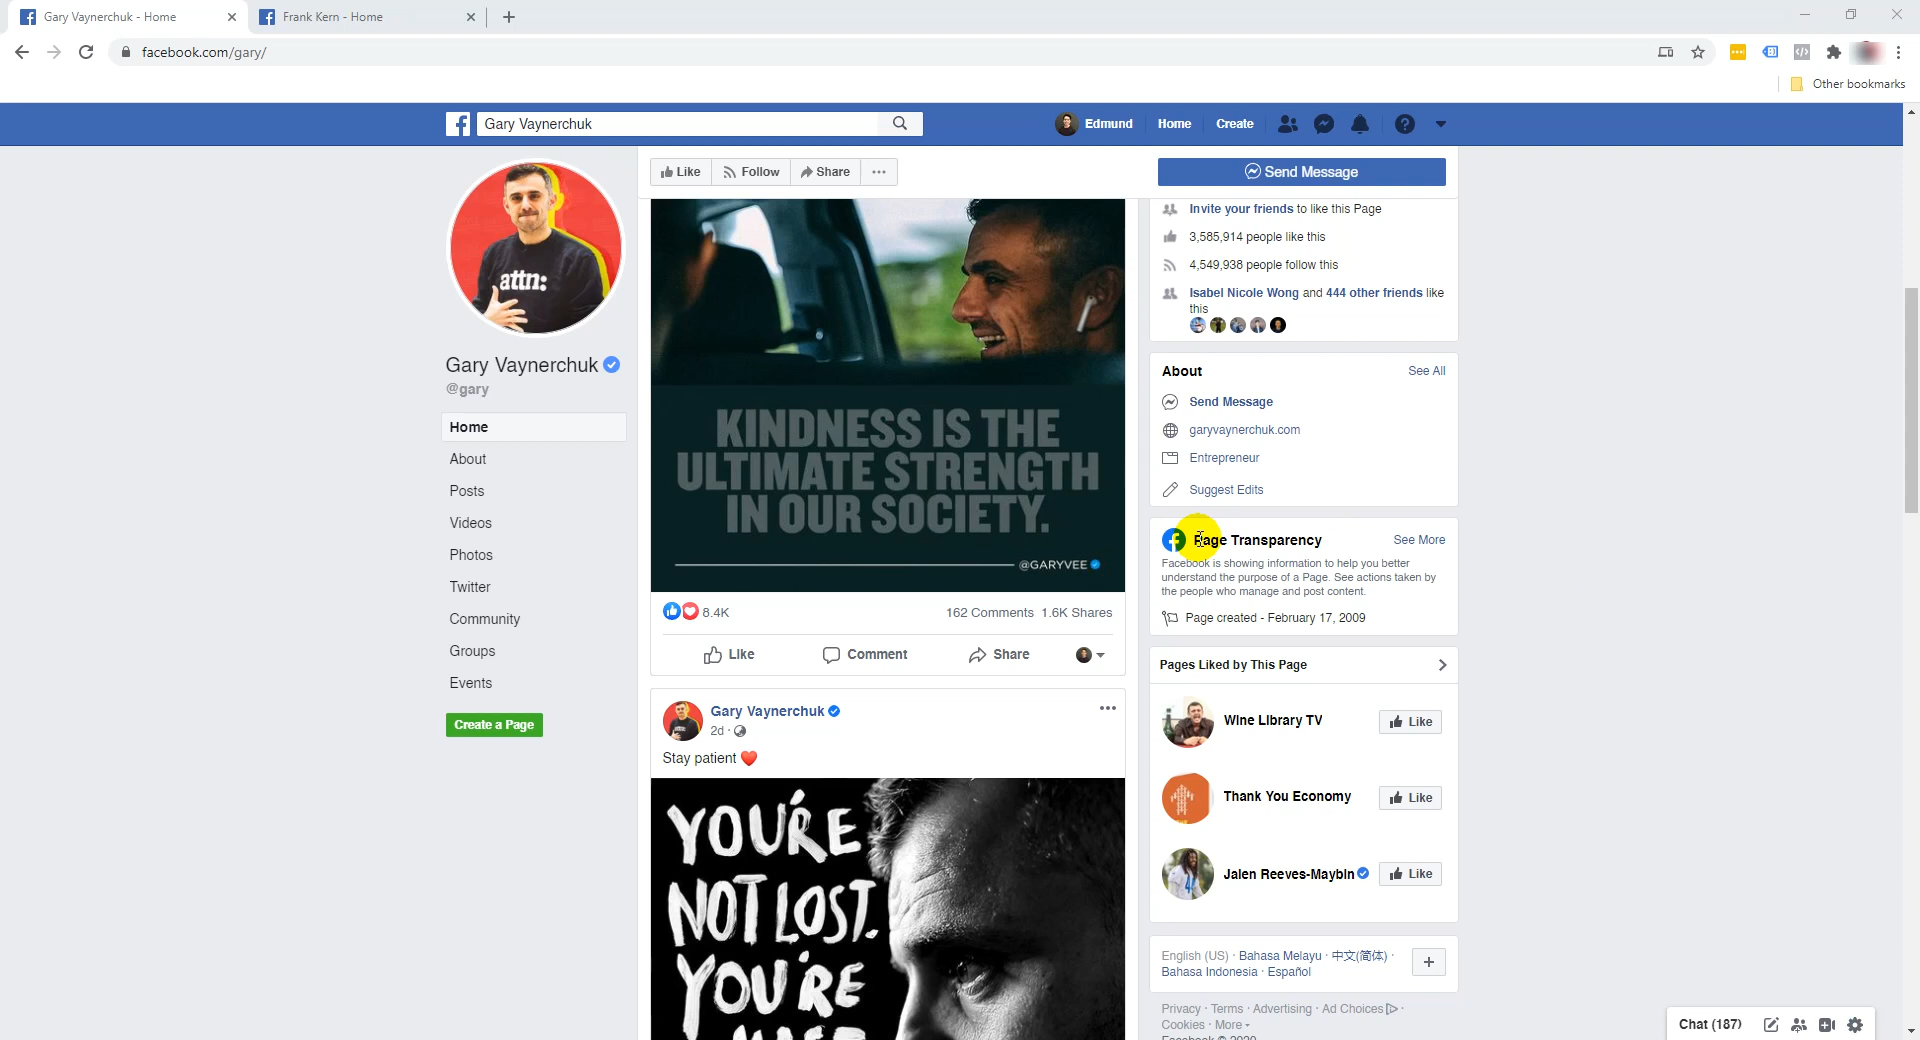 Gary Vaynerchuk - Home
Frank Kern - Home
facebook.com/gary/
Other bookmarks
Gary Vaynerchuk
Edmund
Home
Create
Like
Follow
Share
Send Message
attn:
Gary Vaynerchuk
@gary
Home
About
Posts
Videos
Photos
Twitter
Community
Groups
Events
Create a Page
KINDNESS IS THE
ULTIMATE STRENGTH
IN OUR SOCIETY.
@GARYVEE
8.4K
162 Comments 1.6K Shares
Like
Comment
Share
Gary Vaynerchuk
2d ·
Stay patient ❤️
YOU'RE
NOT LOST.
YOU'RE
Invite your friends to like this Page
3,585,914 people like this
4,549,938 people follow this
Isabel Nicole Wong and 444 other friends like
this
About
See All
Send Message
garyvaynerchuk.com
Entrepreneur
Suggest Edits
Page Transparency
See More
Facebook is showing information to help you better
understand the purpose of a Page. See actions taken by
the people who manage and post content.
Page created - February 17, 2009
Pages Liked by This Page
Wine Library TV
Like
Thank You Economy
Like
Jalen Reeves-Maybin
Like
English (US) · Bahasa Melayu · 中文(简体) ·
Bahasa Indonesia · Español
Privacy · Terms · Advertising · Ad Choices ·
Cookies · More
Facebook © 2020
Chat (187)